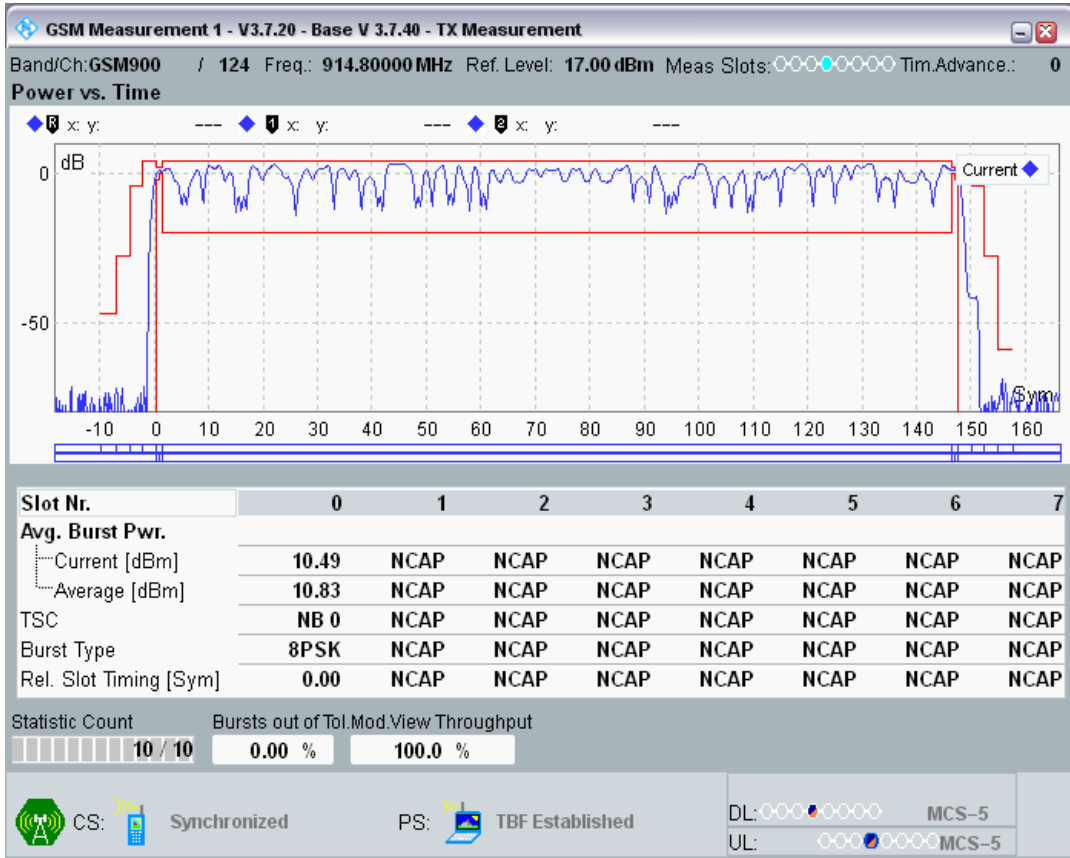 GSM Measurement 1 - V3.7.20 - Base V 3.7.40 - TX Measurement
Band/Ch:GSM900 / 124 Freq.: 914.80000 MHz Ref. Level: 17.00 dBm Meas Slots: Tim.Advance.: 0
Power vs. Time
R x: y: --- 1 x: y: --- 2 x: y: ---
dB
Current
0
-50
Sym
-10 0 10 20 30 40 50 60 70 80 90 100 110 120 130 140 150 160
Slot Nr. 0 1 2 3 4 5 6 7
Avg. Burst Pwr.
Current [dBm] 10.49 NCAP NCAP NCAP NCAP NCAP NCAP NCAP
Average [dBm] 10.83 NCAP NCAP NCAP NCAP NCAP NCAP NCAP
TSC NB 0 NCAP NCAP NCAP NCAP NCAP NCAP NCAP
Burst Type 8PSK NCAP NCAP NCAP NCAP NCAP NCAP NCAP
Rel. Slot Timing [Sym] 0.00 NCAP NCAP NCAP NCAP NCAP NCAP NCAP
Statistic Count Bursts out of Tol.Mod.View Throughput
10 / 10 0.00 % 100.0 %
CS: Synchronized PS: TBF Established
DL: MCS-5
UL: MCS-5